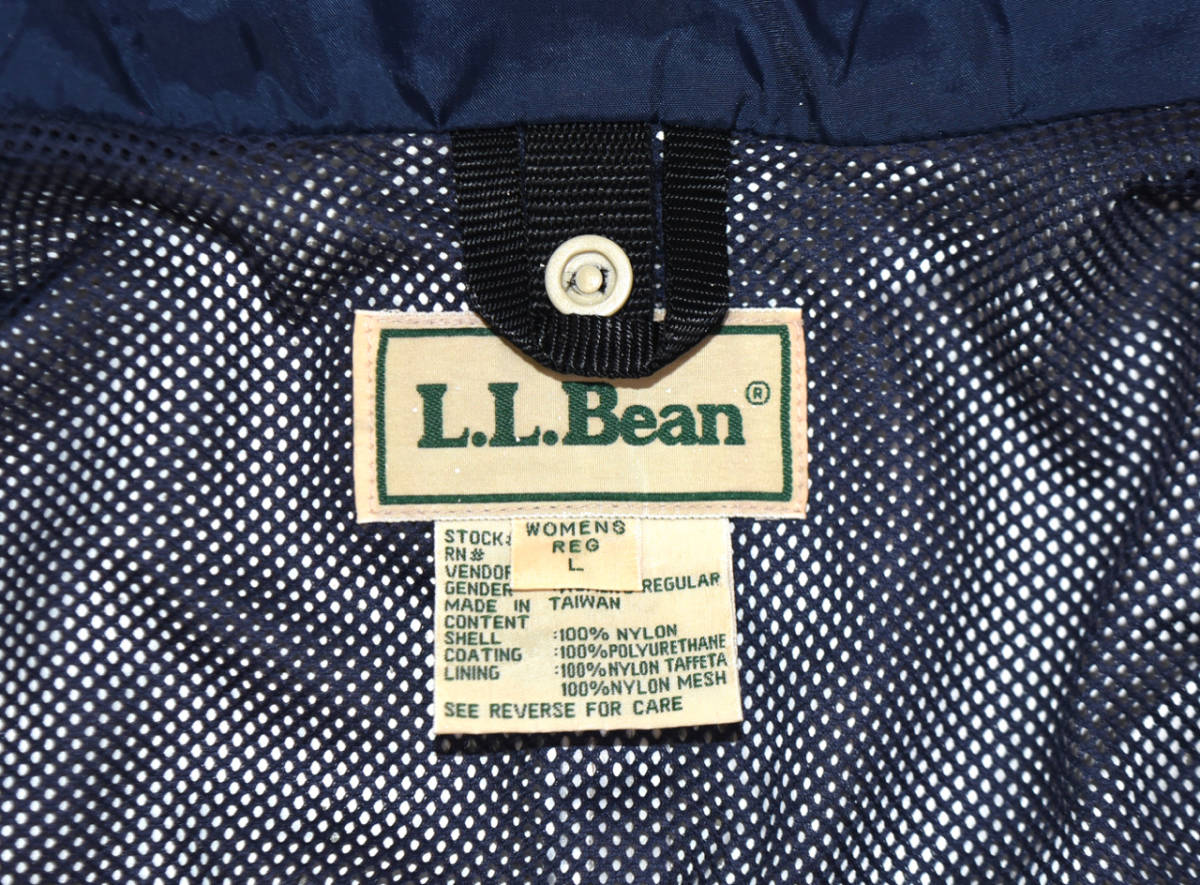 L.L.Bean®
WOMENS
REG
L
STOCK#
RN#
VENDOR
GENDER REGULAR
MADE IN TAIWAN
CONTENT
SHELL :100% NYLON
COATING :100%POLYURETHANE
LINING :100%NYLON TAFFETA
100%NYLON MESH
SEE REVERSE FOR CARE